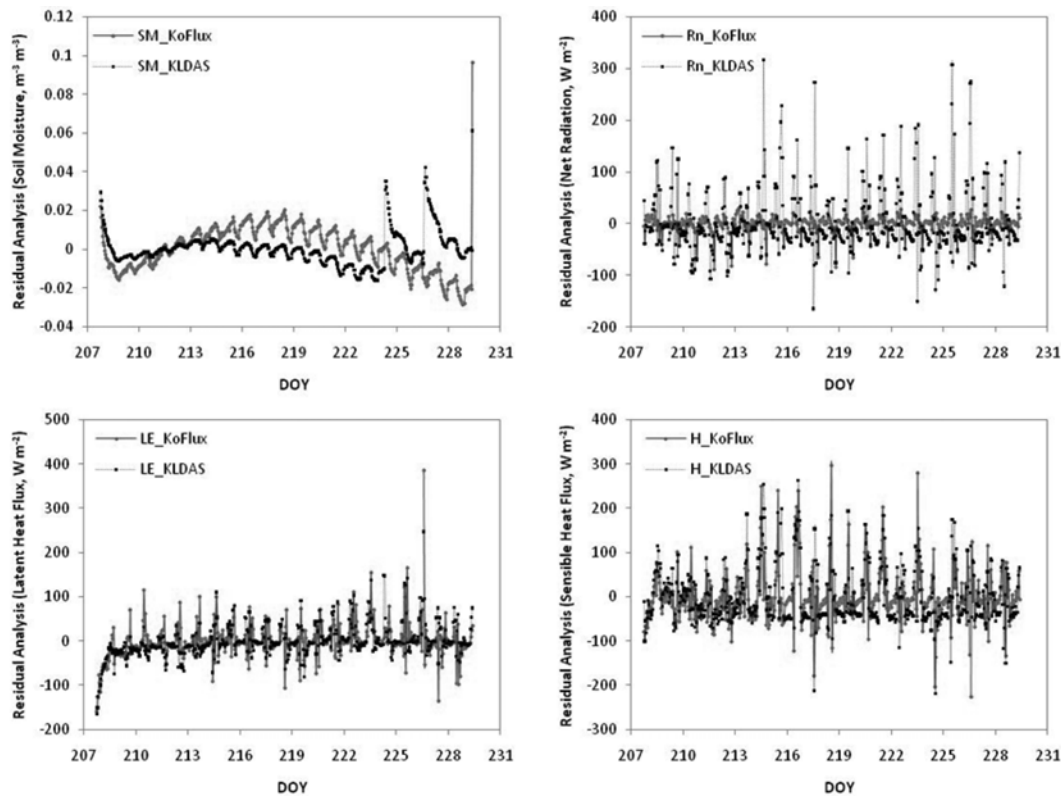 Residual Analysis (Soil Moisture, m⁻³ m⁻³)
0.12
0.1
0.08
0.06
0.04
0.02
0
-0.02
-0.04
SM_KoFlux
SM_KLDAS
207 210 213 216 219 222 225 228 231
DOY
Residual Analysis (Net Radiation, W m⁻²)
400
300
200
100
0
-100
-200
Rn_KoFlux
Rn_KLDAS
207 210 213 216 219 222 225 228 231
DOY
Residual Analysis (Latent Heat Flux, W m⁻²)
500
400
300
200
100
0
-100
-200
LE_KoFlux
LE_KLDAS
207 210 213 216 219 222 225 228 231
DOY
Residual Analysis (Sensible Heat Flux, W m⁻²)
400
300
200
100
0
-100
-200
-300
H_KoFlux
H_KLDAS
207 210 213 216 219 222 225 228 231
DOY